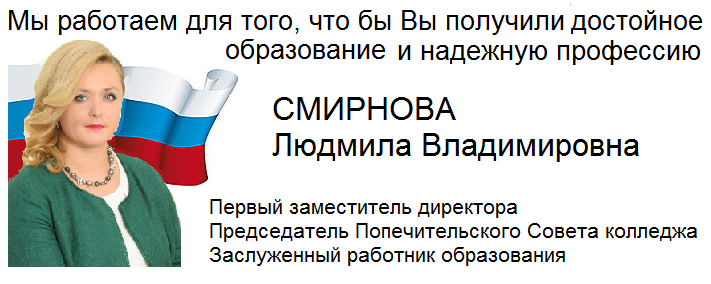 Мы работаем для того, что бы Вы получили достойное
образование и надежную профессию
СМИРНОВА
Людмила Владимировна
Первый заместитель директора
Председатель Попечительского Совета колледжа
Заслуженный работник образования